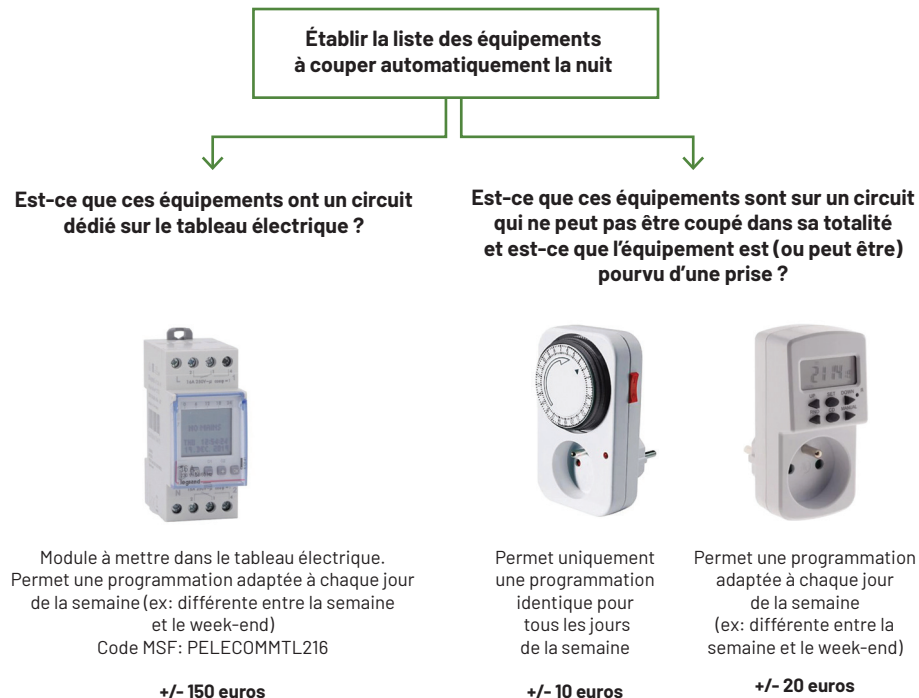 Établir la liste des équipements
à couper automatiquement la nuit
Est-ce que ces équipements ont un circuit
dédié sur le tableau électrique ?
Est-ce que ces équipements sont sur un circuit
qui ne peut pas être coupé dans sa totalité
et est-ce que l'équipement est (ou peut être)
pourvu d'une prise ?
Module à mettre dans le tableau électrique.
Permet une programmation adaptée à chaque jour
de la semaine (ex: différente entre la semaine
et le week-end)
Code MSF: PELECOMMTL216
+/- 150 euros
Permet uniquement
une programmation
identique pour
tous les jours
de la semaine
+/- 10 euros
Permet une programmation
adaptée à chaque jour
de la semaine
(ex: différente entre la
semaine et le week-end)
+/- 20 euros